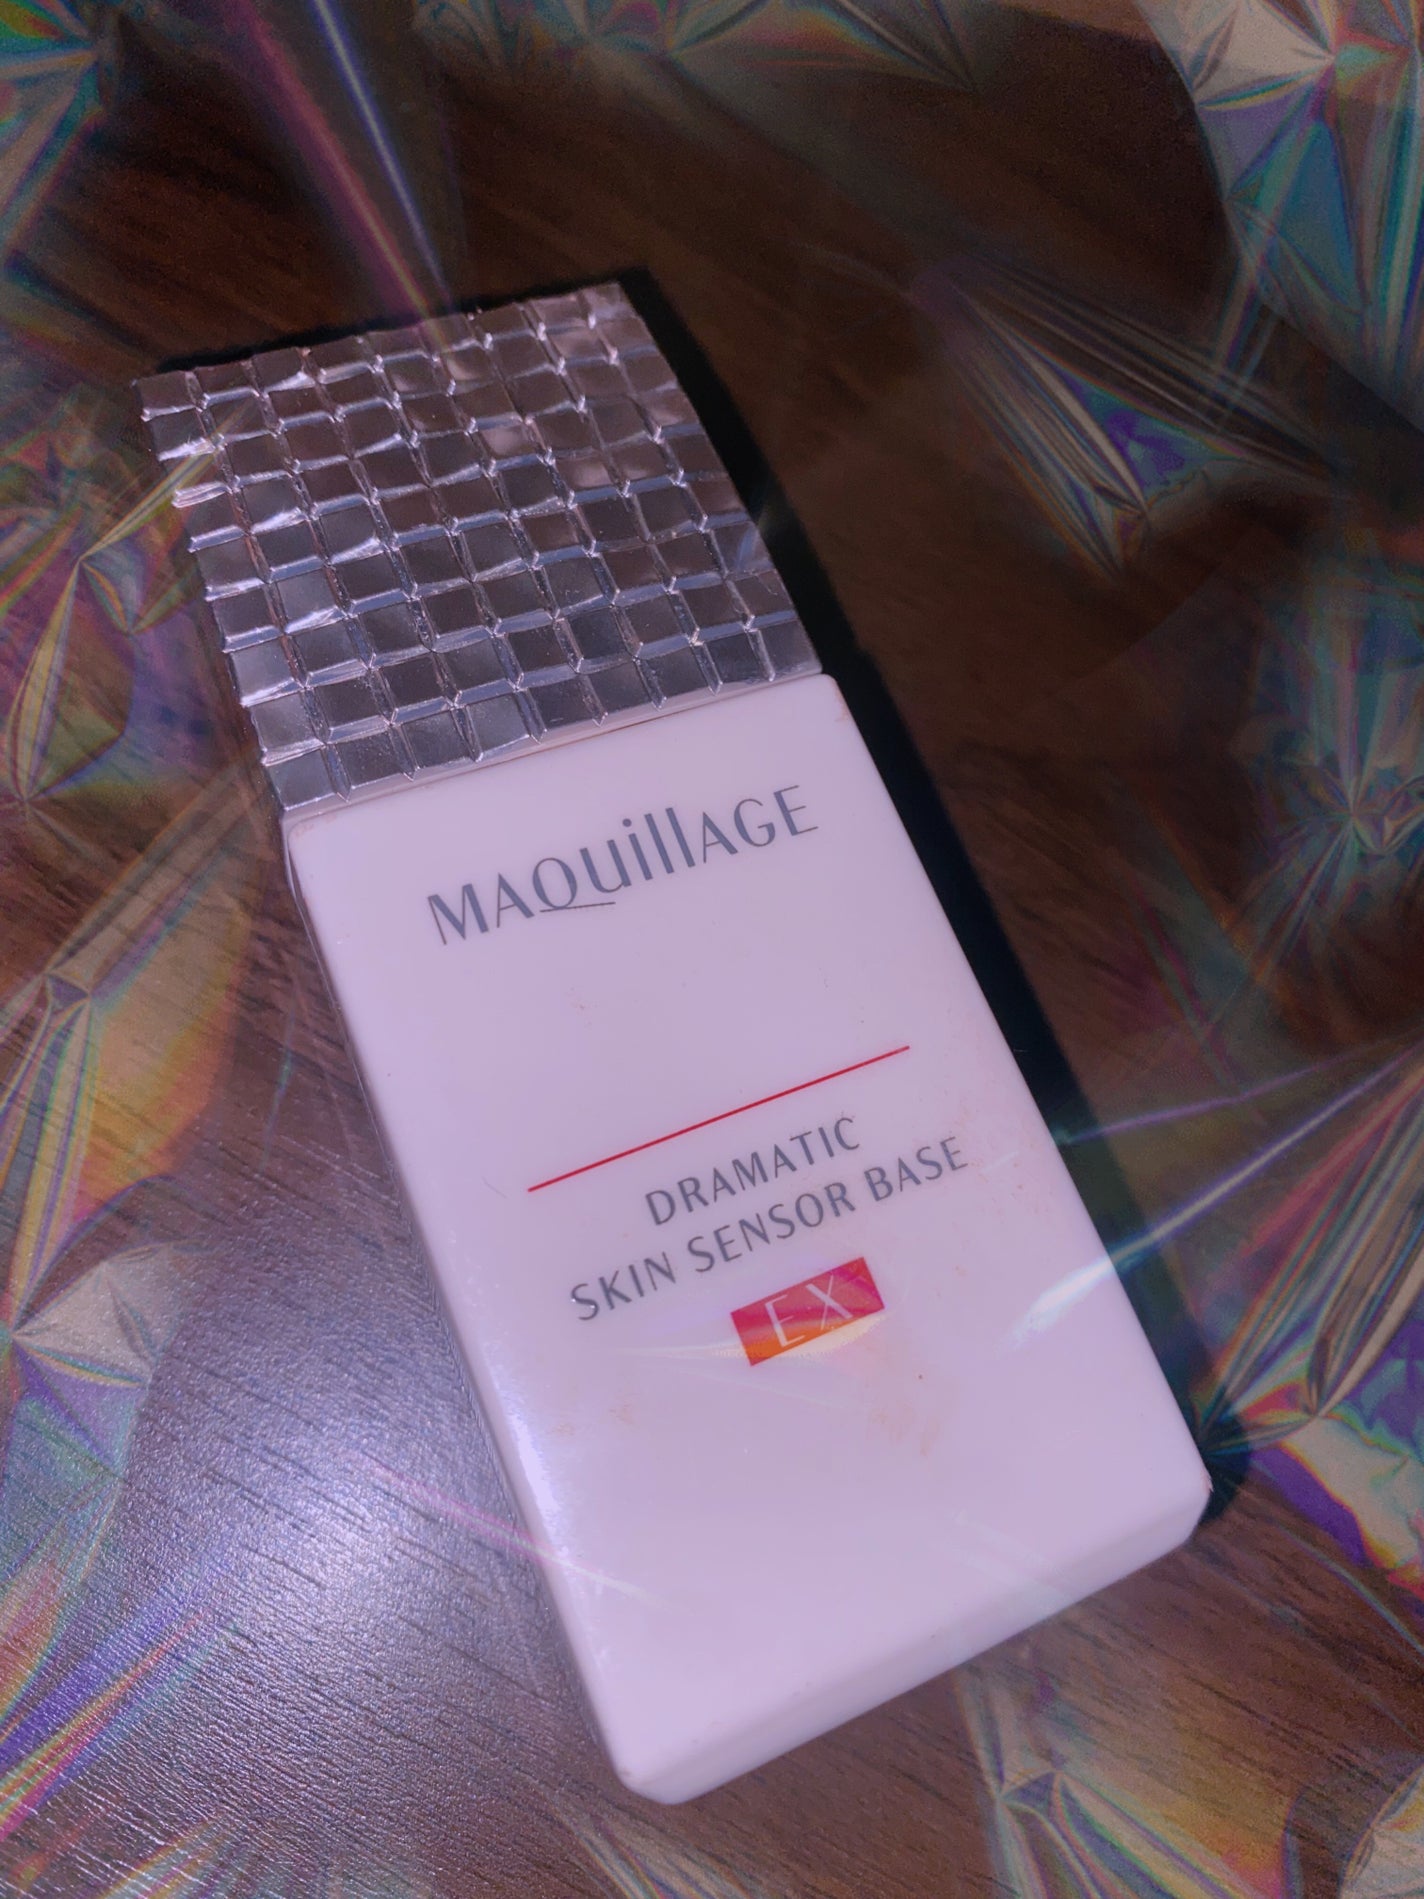 MAQuillAGE
DRAMATIC
SKIN SENSOR BASE
EX